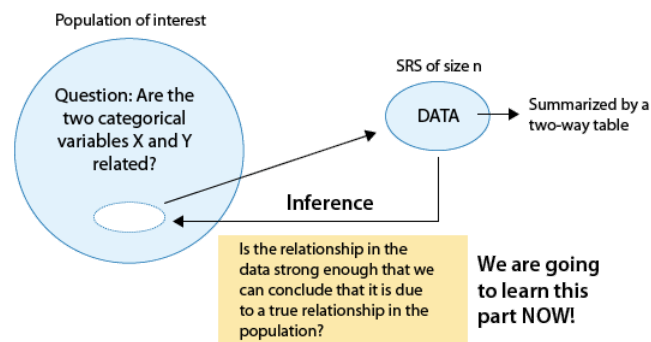 Population of interest
Question: Are the
two categorical
variables X and Y
related?
SRS of size n
DATA
Summarized by a
two-way table
Inference
Is the relationship in the
data strong enough that we
can conclude that it is due
to a true relationship in the
population?
We are going
to learn this
part NOW!